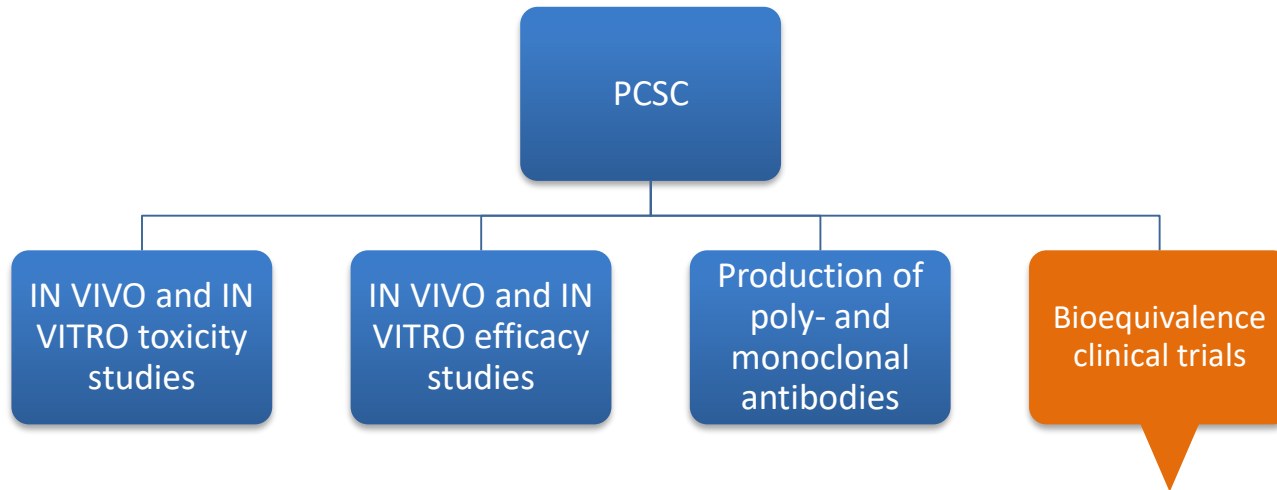 PCSC
IN VIVO and IN
VITRO toxicity
studies
IN VIVO and IN
VITRO efficacy
studies
Production of
poly- and
monoclonal
antibodies
Bioequivalence
clinical trials